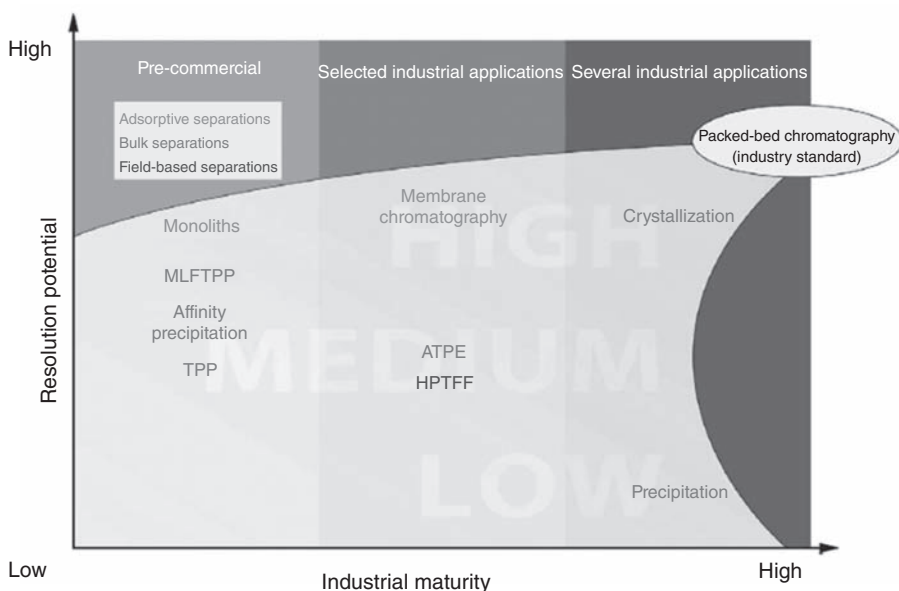 High
Pre-commercial
Selected industrial applications
Several industrial applications
Adsorptive separations
Bulk separations
Field-based separations
Packed-bed chromatography
(industry standard)
Monoliths
Membrane
chromatography
Crystallization
HIGH
MLFTPP
Affinity
precipitation
TPP
ATPE
HPTFF
MEDIUM
LOW
Precipitation
Resolution potential
Low
Industrial maturity
High